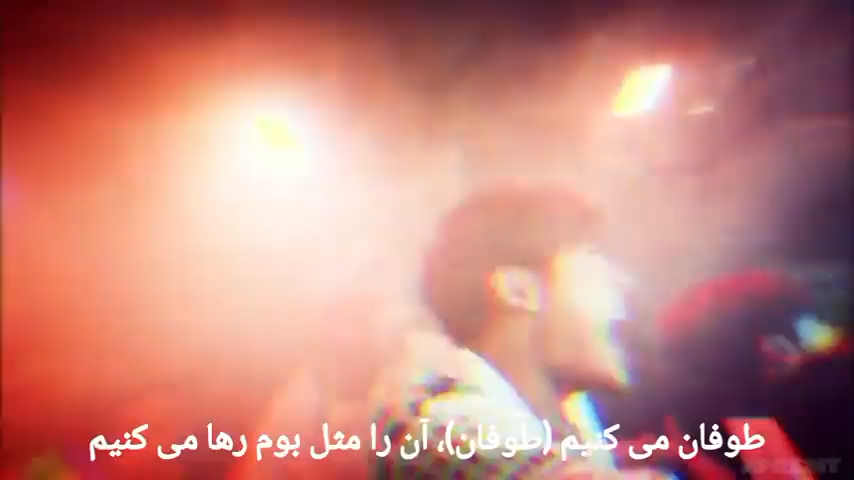 طوفان می کنیم (طوفان)، آن را مثل بوم رها می کنیم